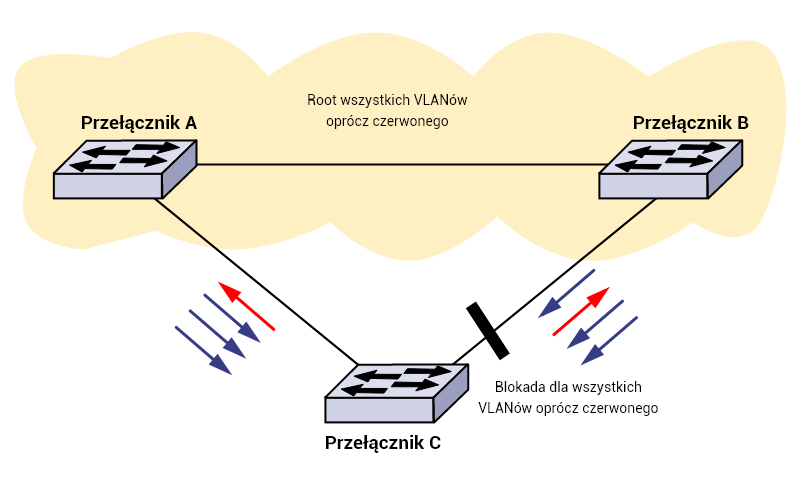 Root wszystkich VLANów
oprócz czerwonego
Przełącznik A
Przełącznik B
Blokada dla wszystkich
VLANów oprócz czerwonego
Przełącznik C